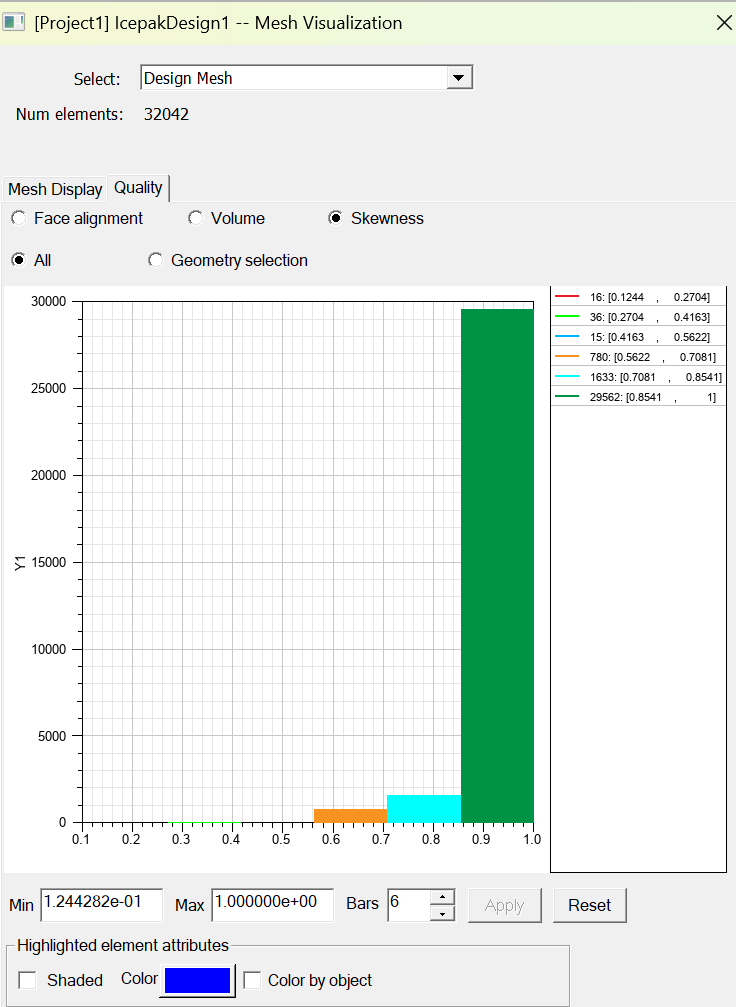 [Project1] IcepakDesign1 -- Mesh Visualization
Select: Design Mesh
Num elements: 32042
Mesh Display Quality
Face alignment Volume Skewness
All Geometry selection
30000
25000
20000
15000
10000
5000
0
Y1
0.1 0.2 0.3 0.4 0.5 0.6 0.7 0.8 0.9 1.0
16: [0.1244 , 0.2704]
36: [0.2704 , 0.4163]
15: [0.4163 , 0.5622]
780: [0.5622 , 0.7081]
1633: [0.7081 , 0.8541]
29562: [0.8541 , 1]
Min 1.244282e-01 Max 1.000000e+00 Bars 6 Apply Reset
Highlighted element attributes
Shaded Color Color by object